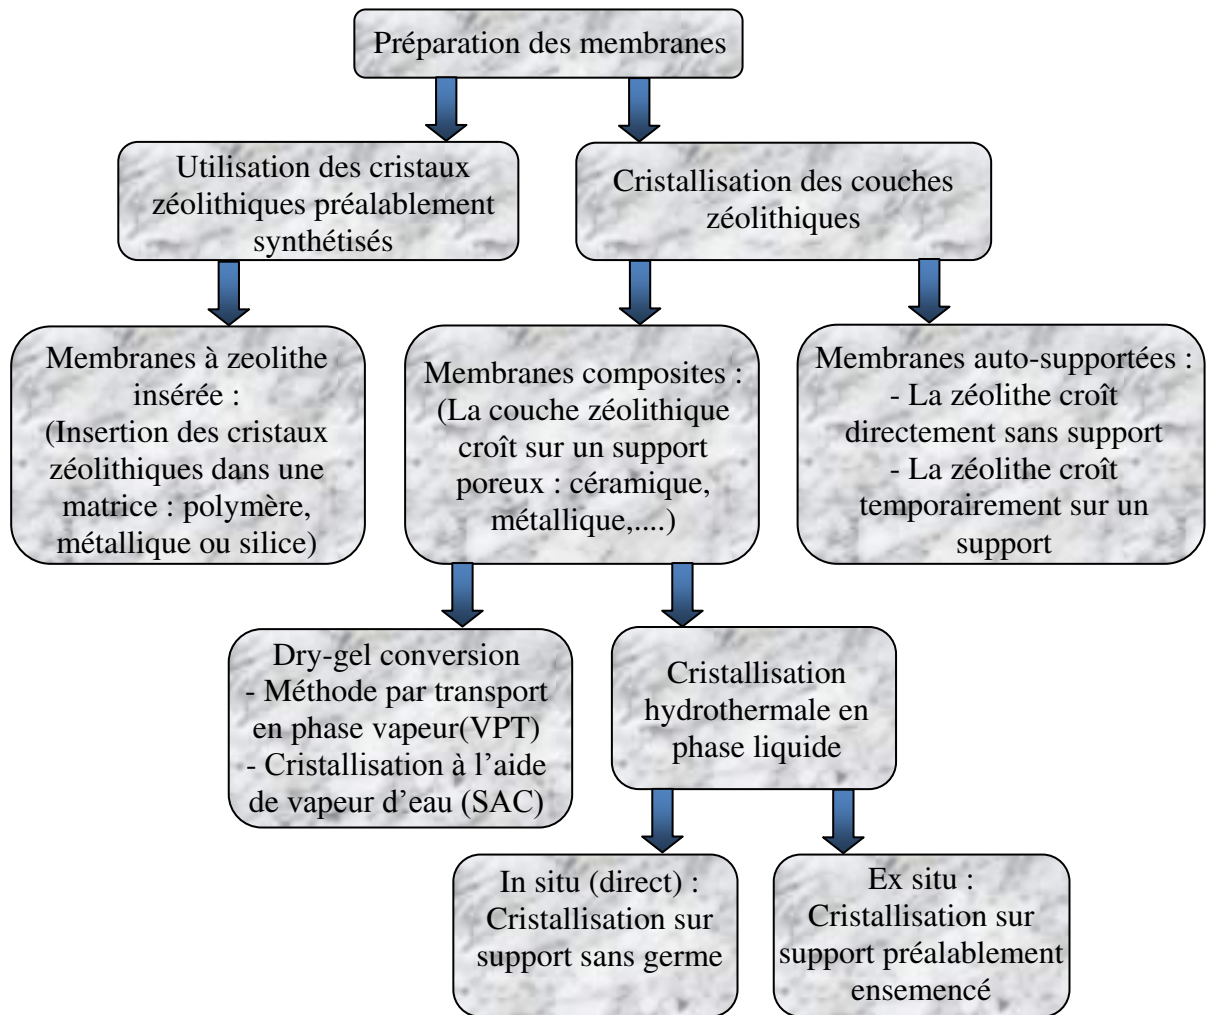 Préparation des membranes
Utilisation des cristaux
zéolithiques préalablement
synthétisés
Cristallisation des couches
zéolithiques
Membranes à zeolithe
insérée :
(Insertion des cristaux
zéolithiques dans une
matrice : polymère,
métallique ou silice)
Membranes composites :
(La couche zéolithique
croît sur un support
poreux : céramique,
métallique,....)
Membranes auto-supportées :
- La zéolithe croît
directement sans support
- La zéolithe croît
temporairement sur un
support
Dry-gel conversion
- Méthode par transport
en phase vapeur(VPT)
- Cristallisation à l’aide
de vapeur d’eau (SAC)
Cristallisation
hydrothermale en
phase liquide
In situ (direct) :
Cristallisation sur
support sans germe
Ex situ :
Cristallisation sur
support préalablement
ensemencé